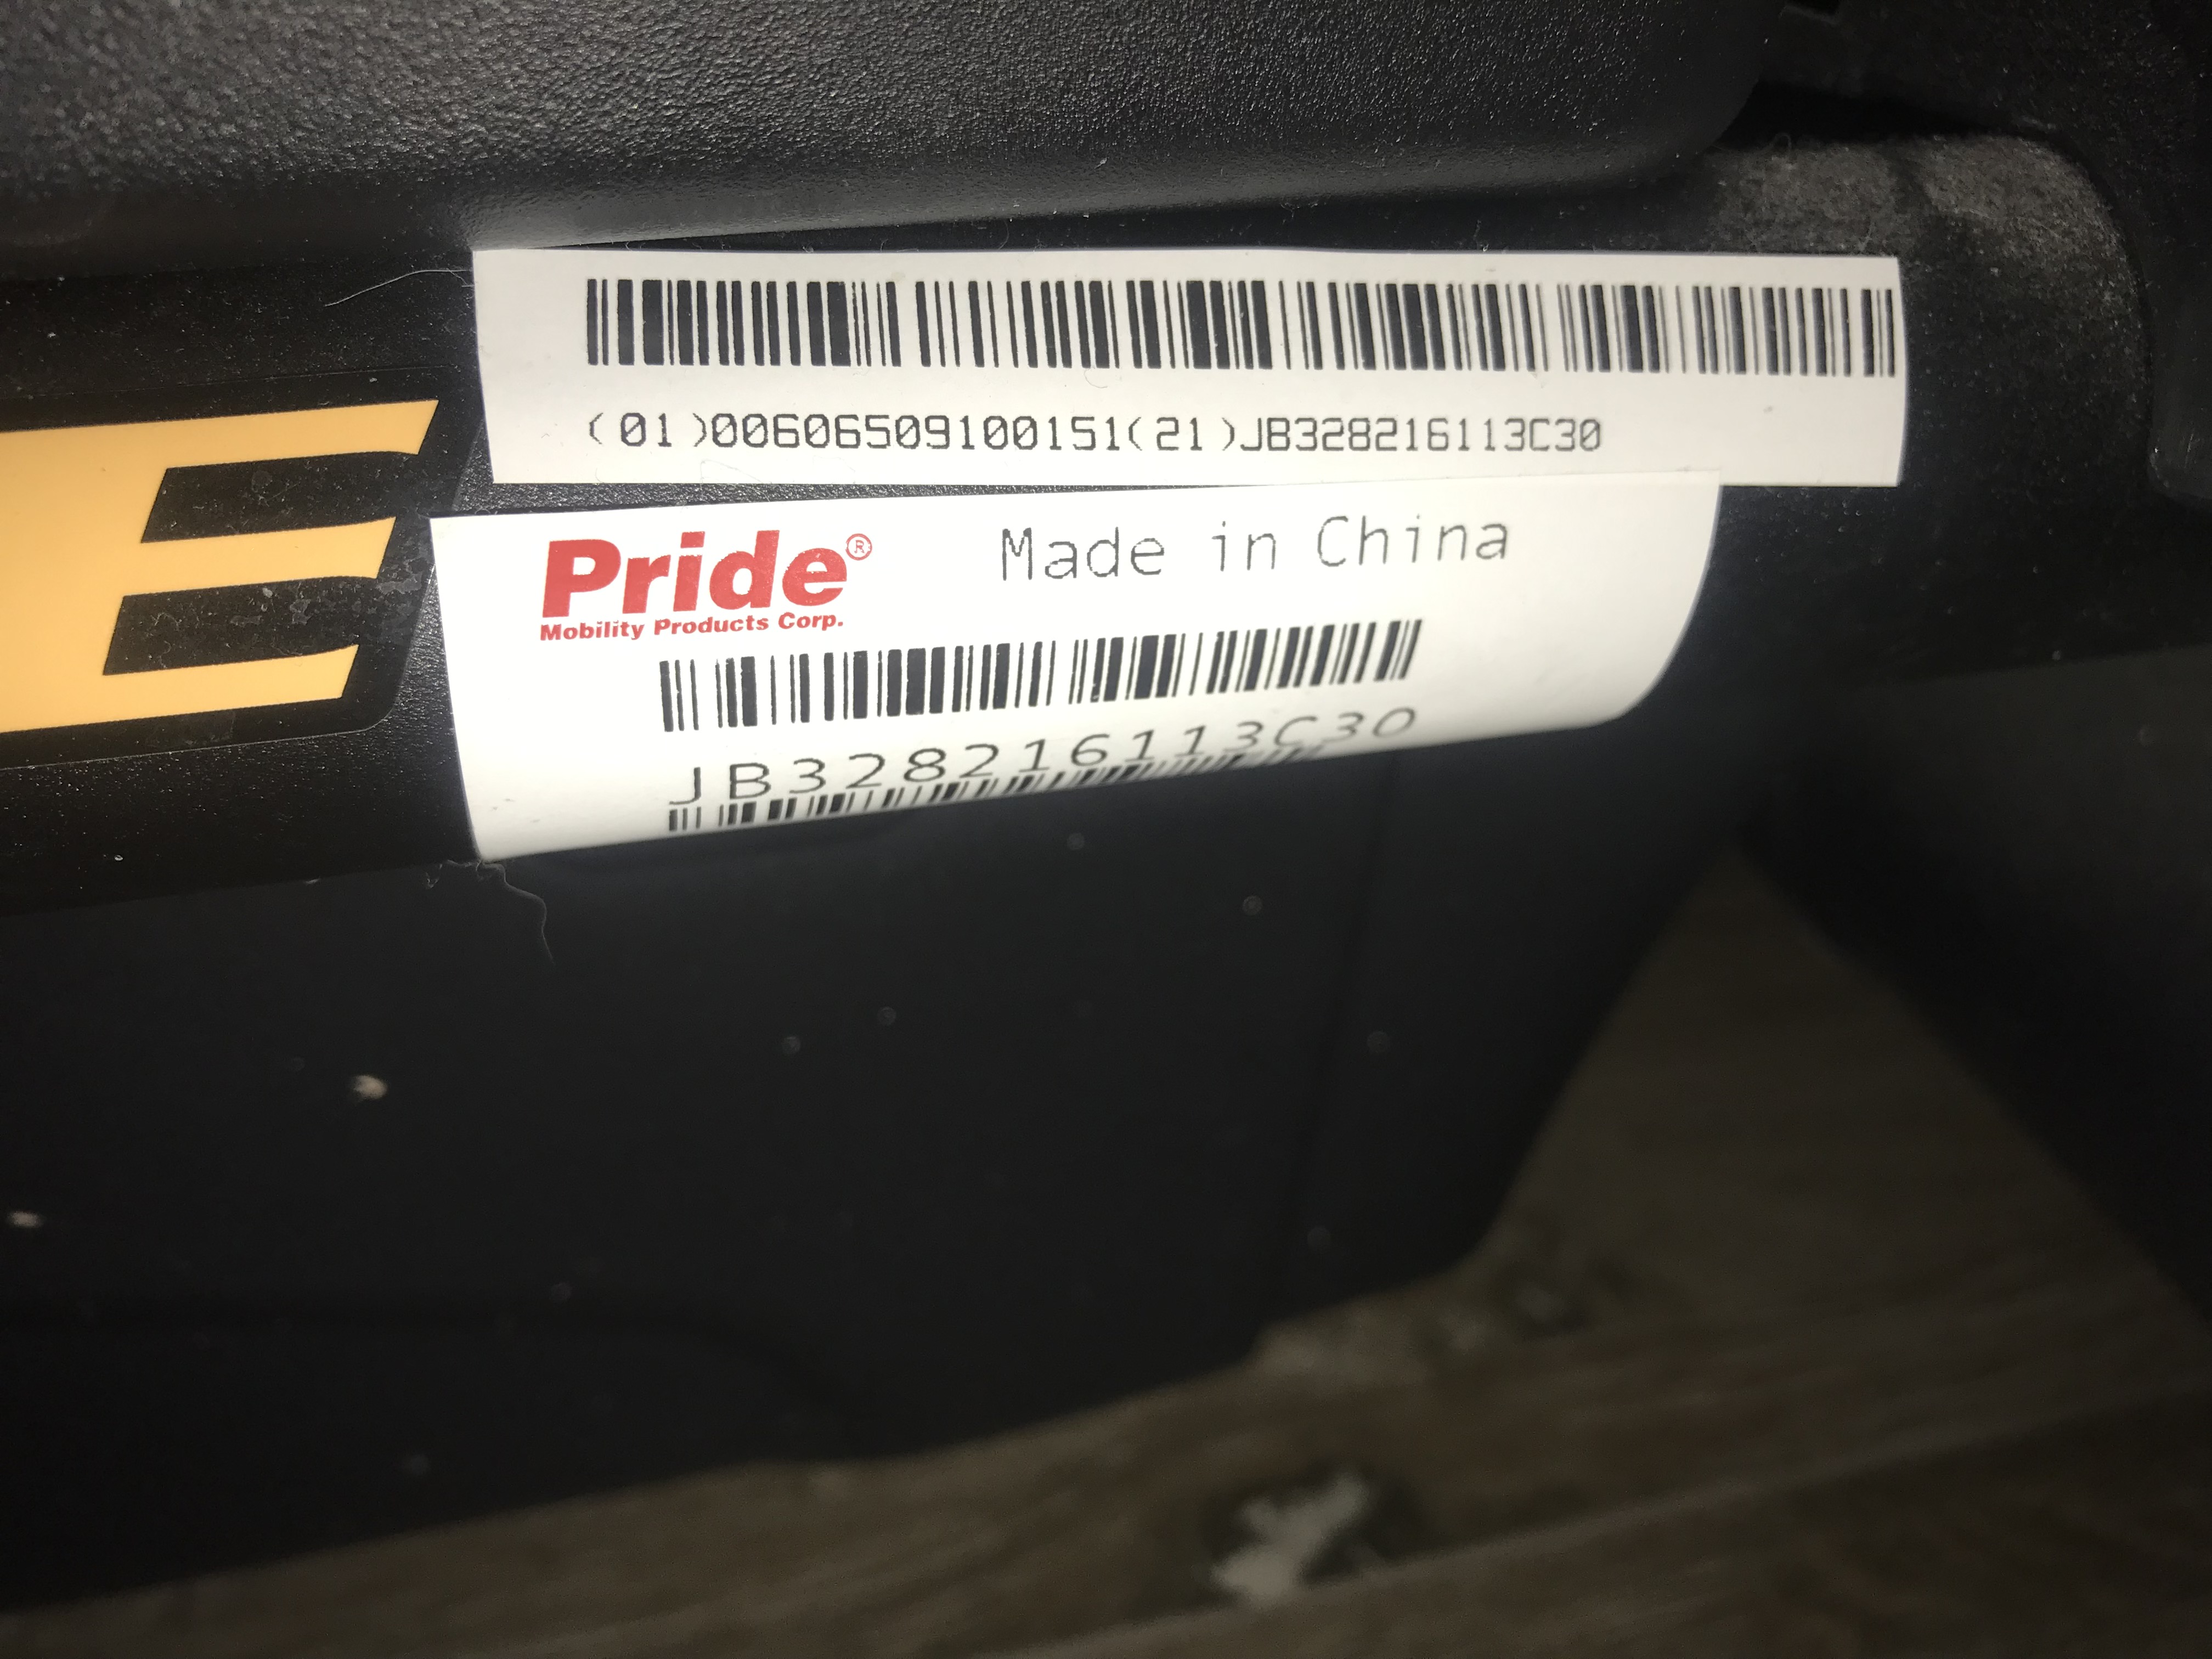 (01)00606509100151(21)JB328216113C30
Pride® Made in China
Mobility Products Corp.
JB328216113C30
E